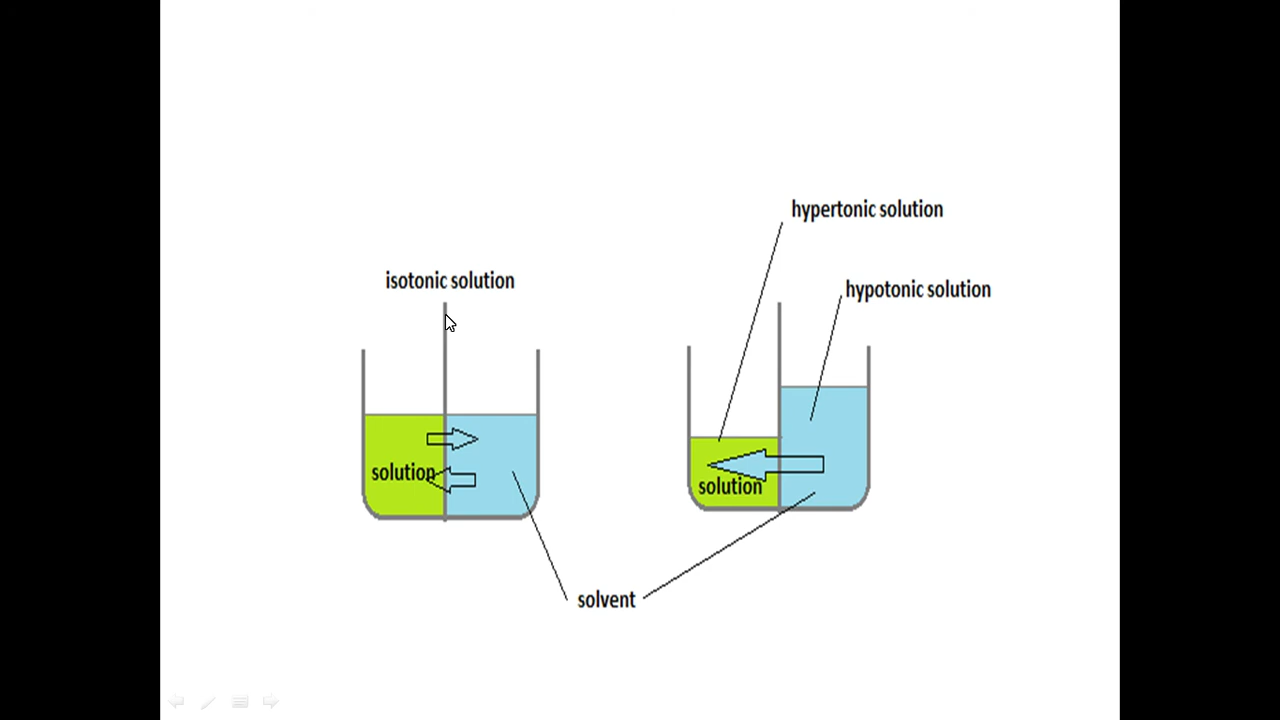 hypertonic solution
isotonic solution
hypotonic solution
solution
solution
solvent